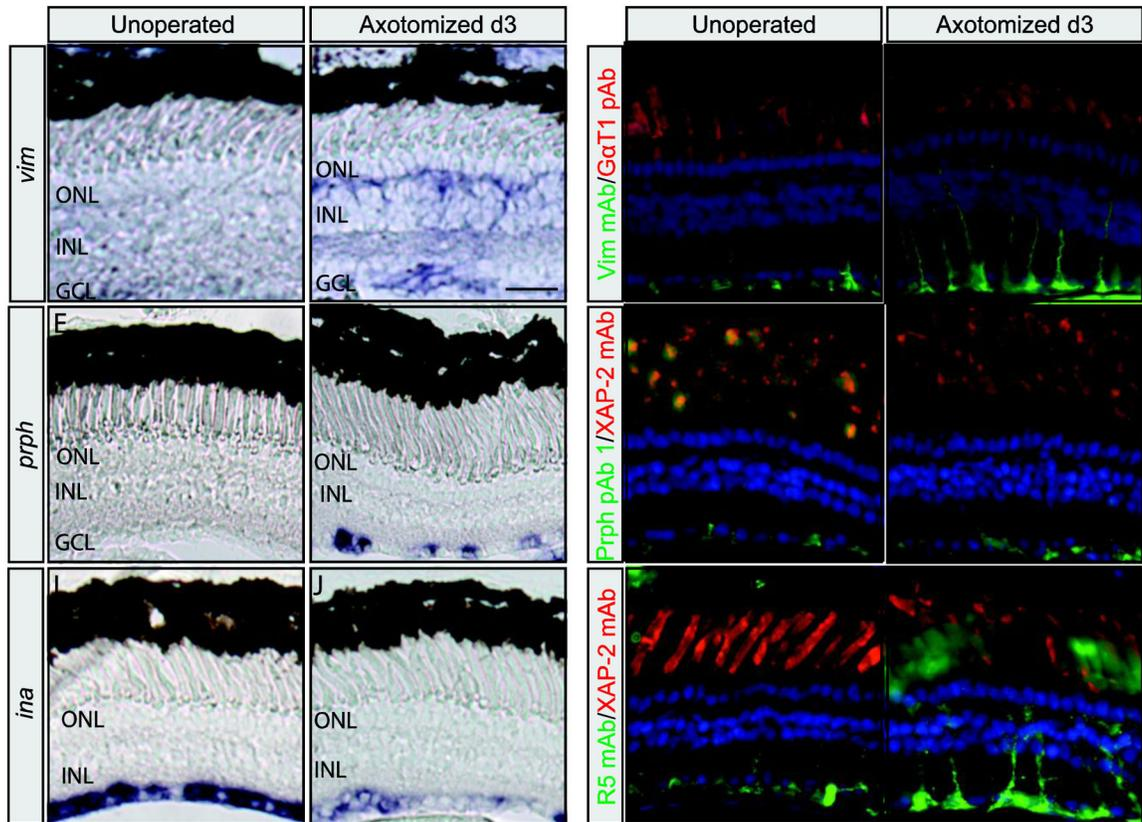 Unoperated
Axotomized d3
Unoperated
Axotomized d3
vim
ONL
INL
GCL
ONL
INL
GCL
Vim mAb/GαT1 pAb
prph
E
ONL
INL
GCL
ONL
INL
Prph pAb 1/XAP-2 mAb
ina
I
ONL
INL
J
ONL
INL
R5 mAb/XAP-2 mAb